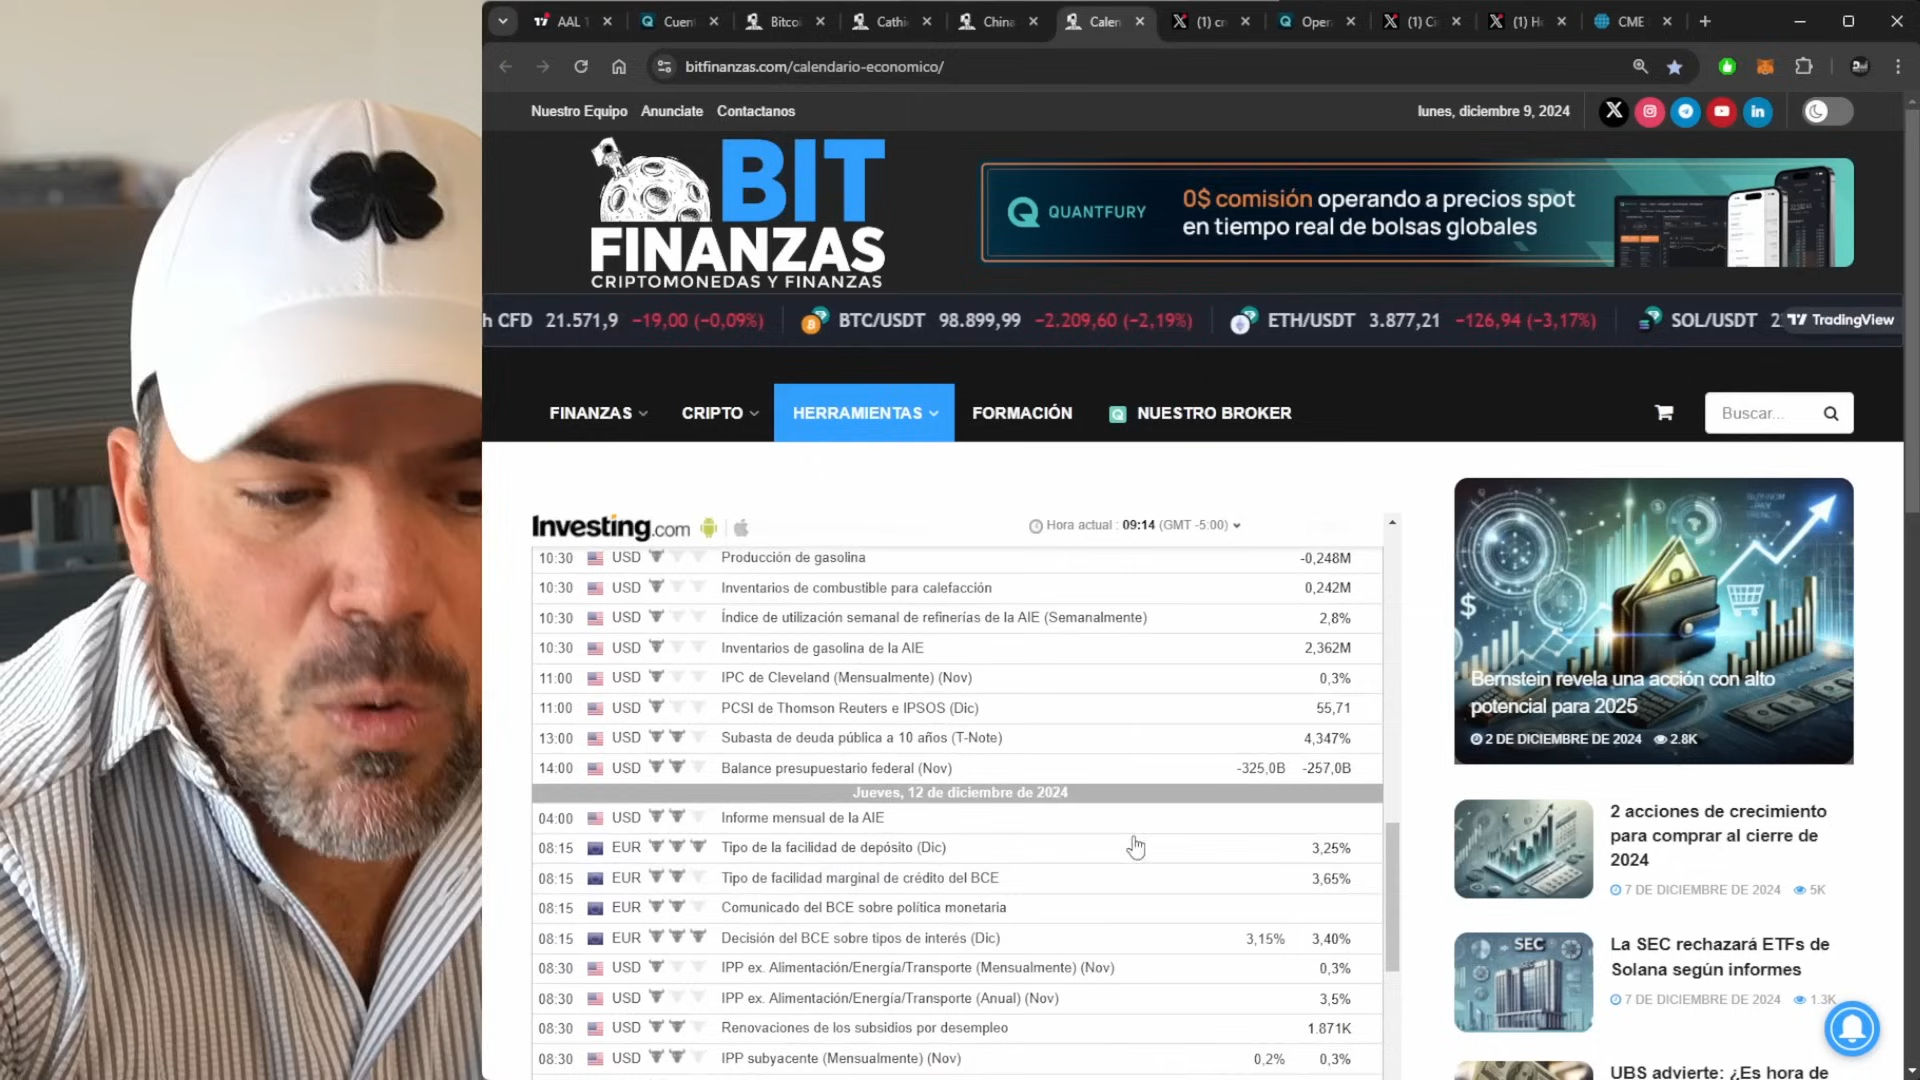 AAL 1
Cuen
Bitco
Cathi
China
Calen
(1) cr
Oper
(1) Ci
(1) H
CME
bitfinanzas.com/calendario-economico/
Nuestro Equipo Anunciate Contactanos
lunes, diciembre 9, 2024
BIT
FINANZAS
CRIPTOMONEDAS Y FINANZAS
QUANTFURY
0$ comisión operando a precios spot
en tiempo real de bolsas globales
h CFD 21.571,9 −19,00 (−0,09%) BTC/USDT 98.899,99 −2.209,60 (−2,19%) ETH/USDT 3.877,21 −126,94 (−3,17%) SOL/USDT 2 TradingView
FINANZAS CRIPTO HERRAMIENTAS FORMACIÓN NUESTRO BROKER
Buscar...
Investing.com
Hora actual : 09:14 (GMT -5:00)
10:30 USD Producción de gasolina -0,248M
10:30 USD Inventarios de combustible para calefacción 0,242M
10:30 USD Índice de utilización semanal de refinerías de la AIE (Semanalmente) 2,8%
10:30 USD Inventarios de gasolina de la AIE 2,362M
11:00 USD IPC de Cleveland (Mensualmente) (Nov) 0,3%
11:00 USD PCSI de Thomson Reuters e IPSOS (Dic) 55,71
13:00 USD Subasta de deuda pública a 10 años (T-Note) 4,347%
14:00 USD Balance presupuestario federal (Nov) -325,0B -257,0B
Jueves, 12 de diciembre de 2024
04:00 USD Informe mensual de la AIE
08:15 EUR Tipo de la facilidad de depósito (Dic) 3,25%
08:15 EUR Tipo de facilidad marginal de crédito del BCE 3,65%
08:15 EUR Comunicado del BCE sobre política monetaria
08:15 EUR Decisión del BCE sobre tipos de interés (Dic) 3,15% 3,40%
08:30 USD IPP ex. Alimentación/Energía/Transporte (Mensualmente) (Nov) 0,3%
08:30 USD IPP ex. Alimentación/Energía/Transporte (Anual) (Nov) 3,5%
08:30 USD Renovaciones de los subsidios por desempleo 1.871K
08:30 USD IPP subyacente (Mensualmente) (Nov) 0,2% 0,3%
Bernstein revela una acción con alto
potencial para 2025
2 DE DICIEMBRE DE 2024 2.8K
2 acciones de crecimiento
para comprar al cierre de
2024
7 DE DICIEMBRE DE 2024 5K
SEC
La SEC rechazará ETFs de
Solana según informes
7 DE DICIEMBRE DE 2024 1.3K
UBS advierte: ¿Es hora de